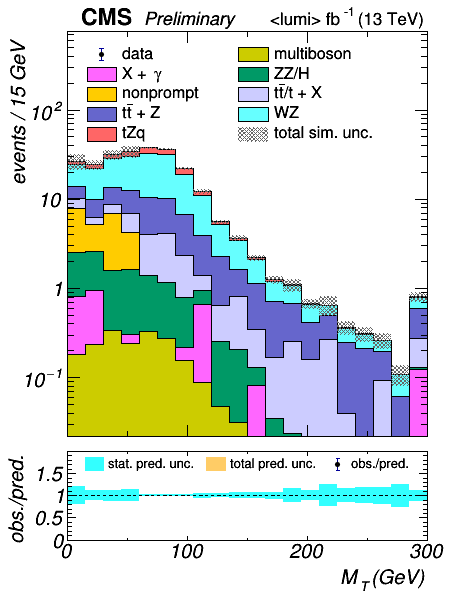 CMS Preliminary <lumi> fb⁻¹ (13 TeV)
events / 15 GeV
data
multiboson
X + γ
ZZ/H
nonprompt
tt̄/t + X
tt̄ + Z
WZ
tZq
total sim. unc.
10²
10
1
10⁻¹
obs./pred.
stat. pred. unc. total pred. unc. obs./pred.
1.5
1
0.5
0
0 100 200 300
M_T (GeV)